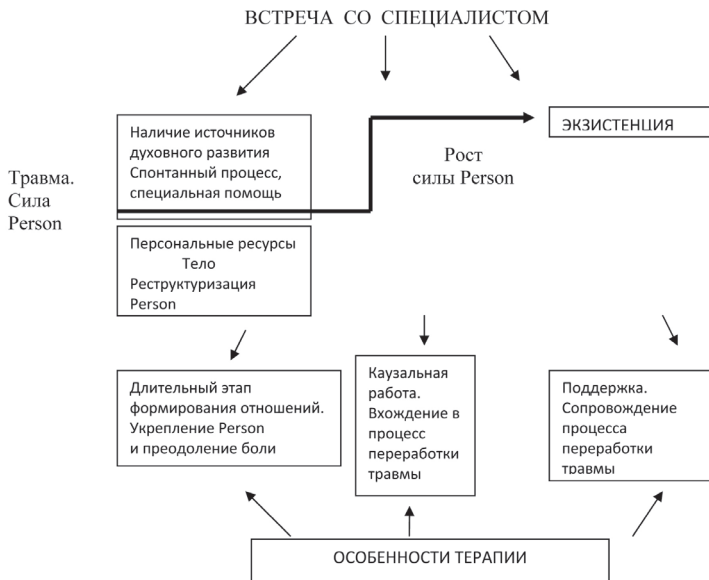 ВСТРЕЧА СО СПЕЦИАЛИСТОМ
Травма.
Сила
Person
Наличие источников
духовного развития
Спонтанный процесс,
специальная помощь
Рост
силы Person
ЭКЗИСТЕНЦИЯ
Персональные ресурсы
Тело
Реструктуризация
Person
Длительный этап
формирования отношений.
Укрепление Person
и преодоление боли
Каузальная
работа.
Вхождение в
процесс
переработки
травмы
Поддержка.
Сопровождение
процесса
переработки
травмы
ОСОБЕННОСТИ ТЕРАПИИ